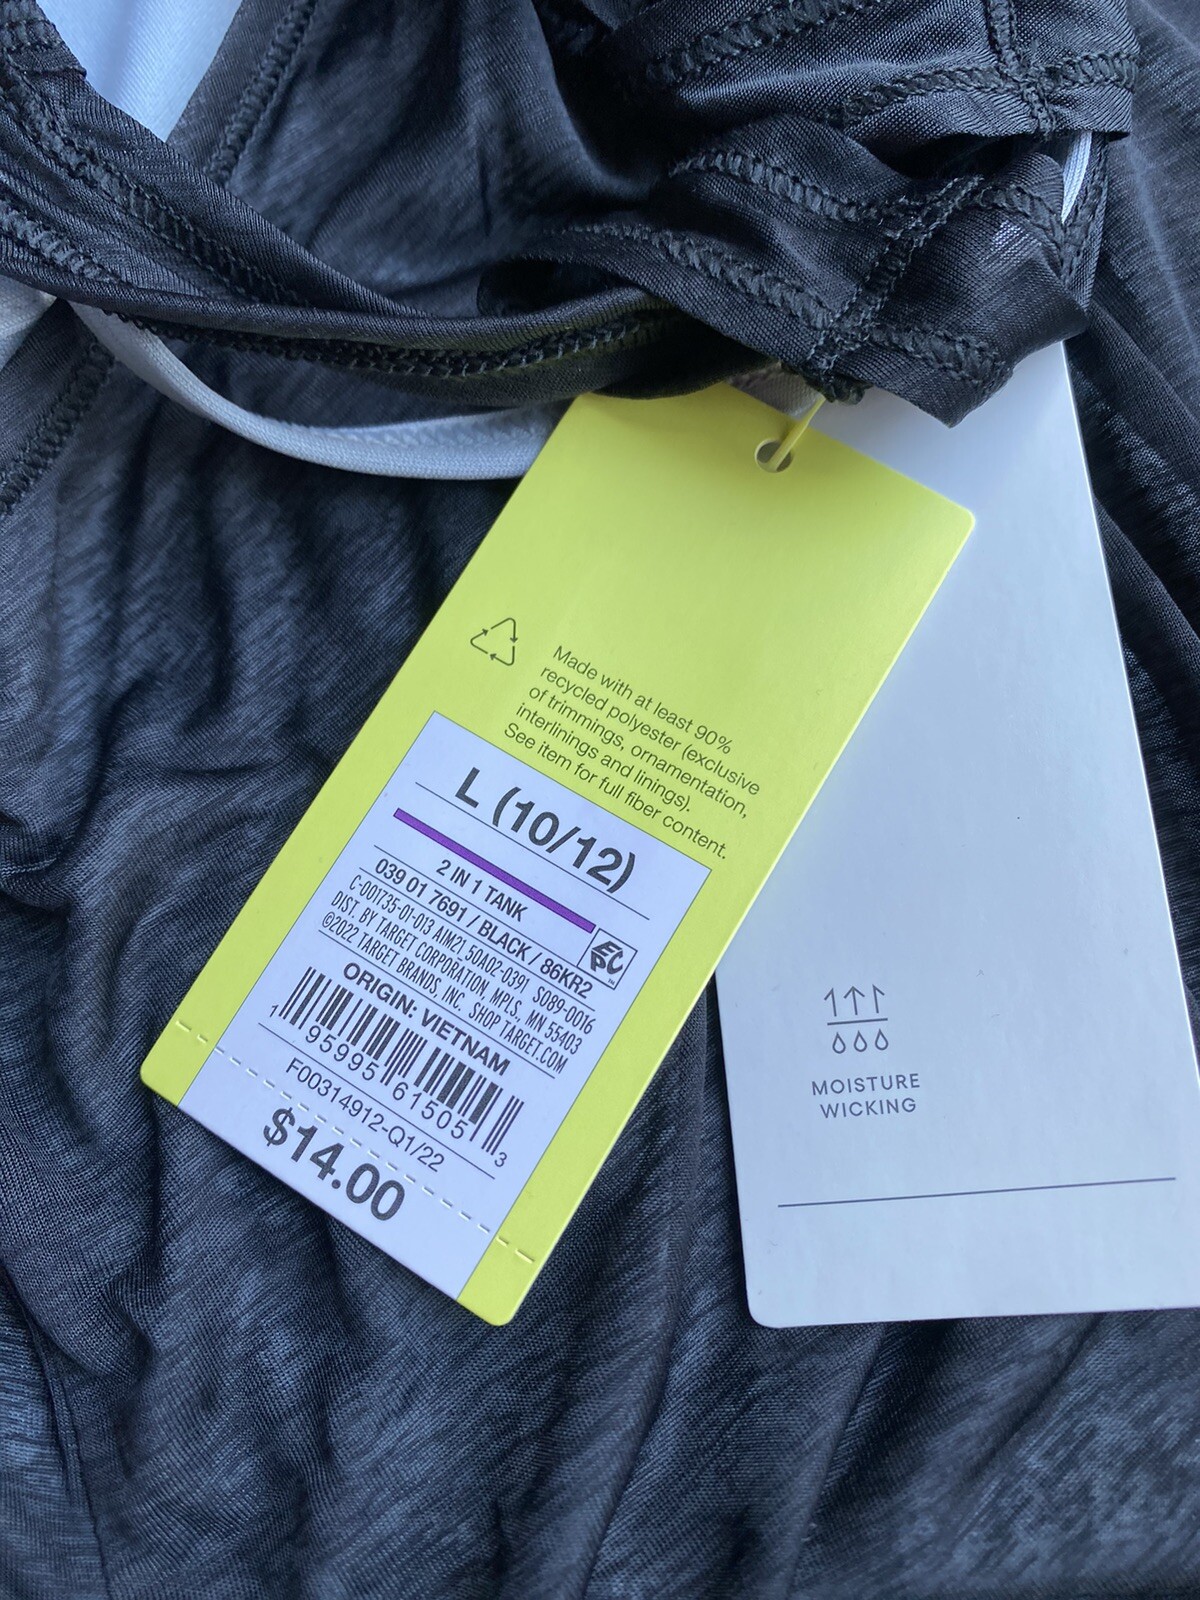 Made with at least 90%
recycled polyester (exclusive
of trimmings, ornamentation,
interlinings and linings).
See item for full fiber content.
L (10/12)
2 IN 1 TANK
039 01 7691 / BLACK / 86KR2
C-001735-01-013 AIM21 50A02-0391 S089-0016
DIST. BY TARGET CORPORATION, MPLS., MN 55403
©2022 TARGET BRANDS, INC. SHOP TARGET.COM
EPC
ORIGIN: VIETNAM
1 95995 61505 3
F00314912-Q1/22
$14.00
MOISTURE
WICKING